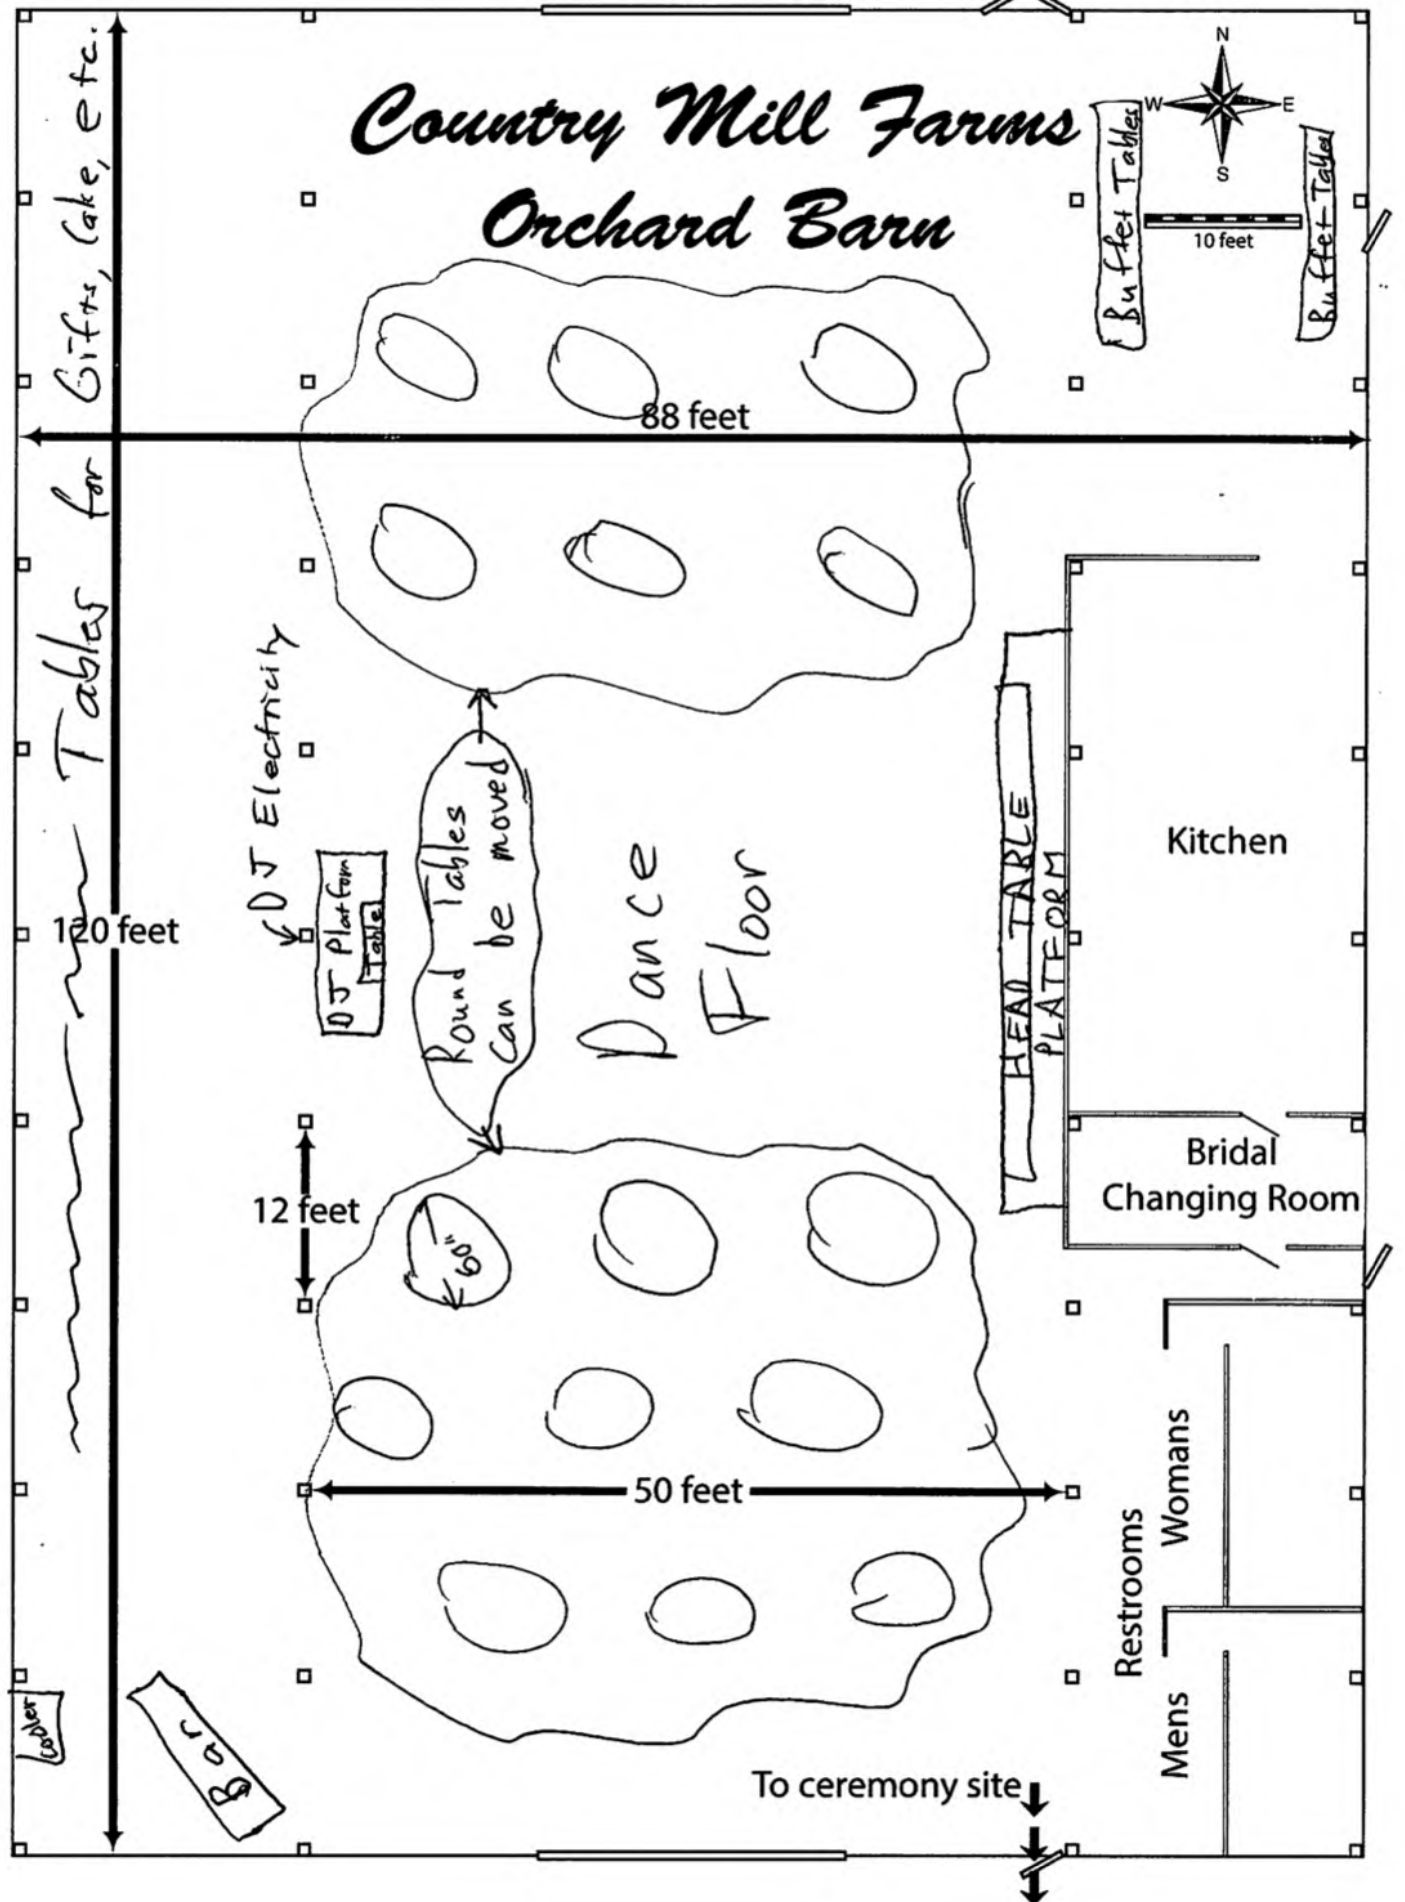 Country Mill Farms
Orchard Barn
N
W
E
S
10 feet
Buffet Tables
Buffet Tables
Tables for Gifts, Cake, etc.
88 feet
DJ Electricity
DJ Platform
Table
Round Tables
can be moved
Dance
Floor
HEAD TABLE
PLATFORM
Kitchen
120 feet
Bridal
Changing Room
12 feet
60"
50 feet
Restrooms
Womans
Mens
cooler
Bar
To ceremony site